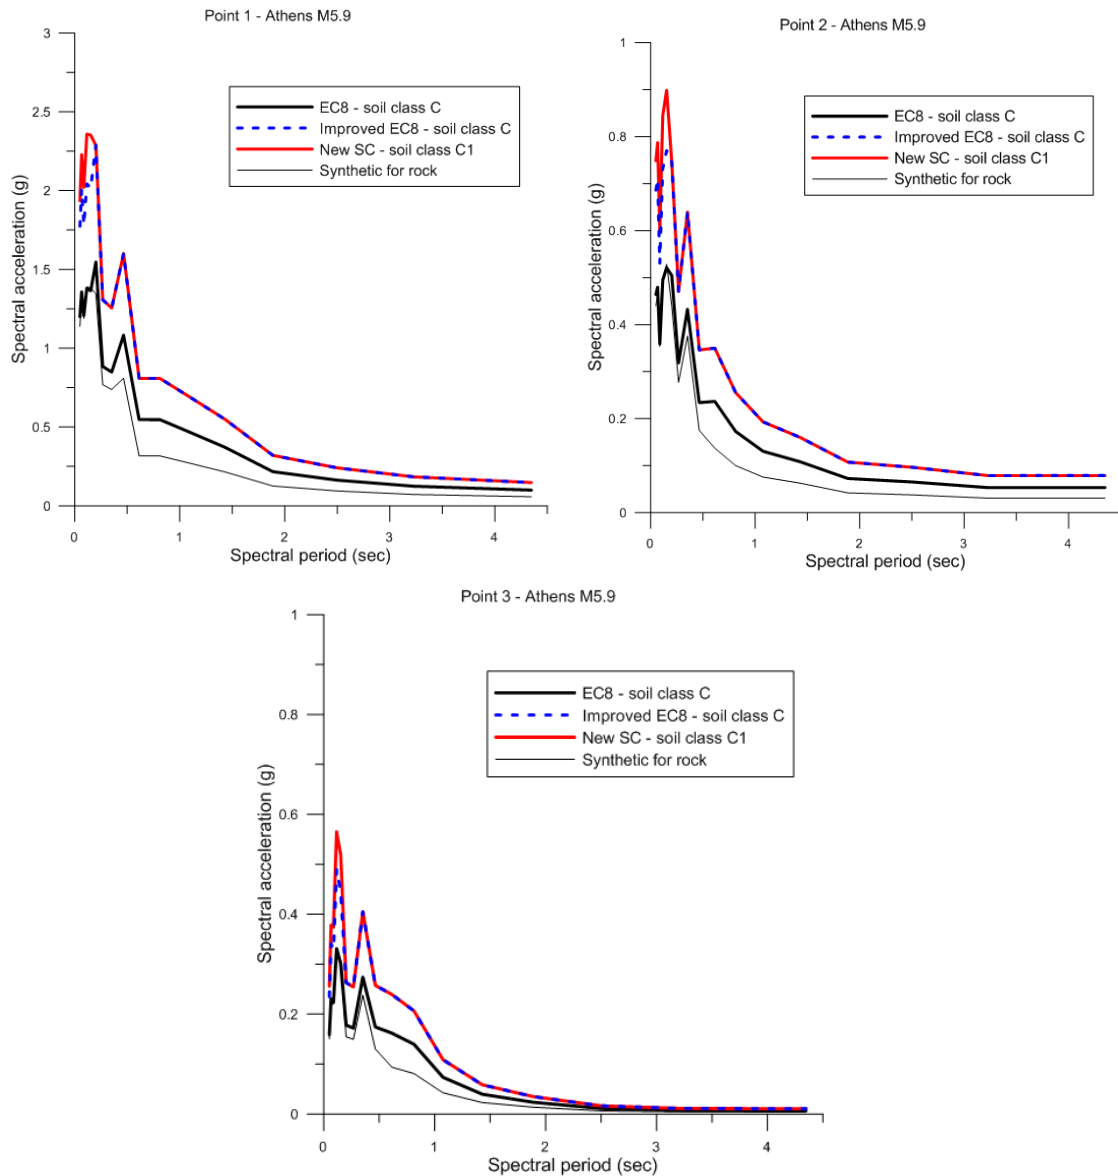 Point 1 - Athens M5.9
3
2.5
2
1.5
1
0.5
0
Spectral acceleration (g)
EC8 - soil class C
Improved EC8 - soil class C
New SC - soil class C1
Synthetic for rock
0 1 2 3 4
Spectral period (sec)
Point 2 - Athens M5.9
1
0.8
0.6
0.4
0.2
0
Spectral acceleration (g)
EC8 - soil class C
Improved EC8 - soil class C
New SC - soil class C1
Synthetic for rock
0 1 2 3 4
Spectral period (sec)
Point 3 - Athens M5.9
1
0.8
0.6
0.4
0.2
0
Spectral acceleration (g)
EC8 - soil class C
Improved EC8 - soil class C
New SC - soil class C1
Synthetic for rock
0 1 2 3 4
Spectral period (sec)